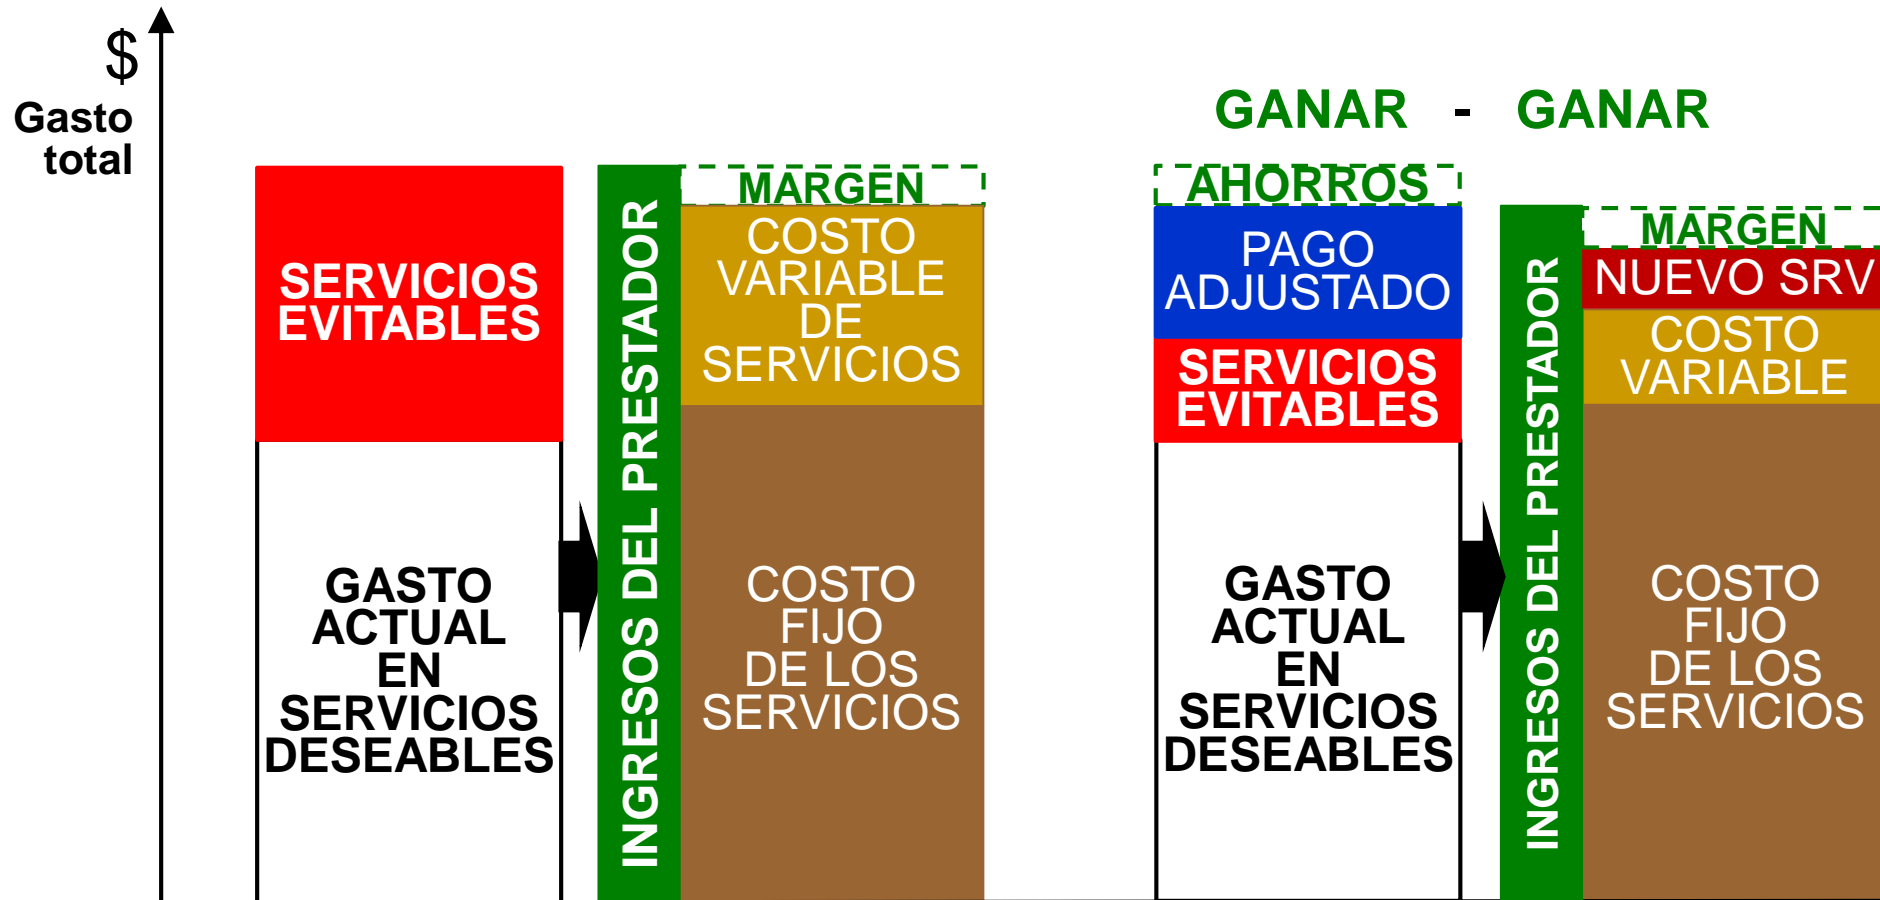 $
Gasto
total
SERVICIOS
EVITABLES
GASTO
ACTUAL
EN
SERVICIOS
DESEABLES
INGRESOS DEL PRESTADOR
MARGEN
COSTO
VARIABLE
DE
SERVICIOS
COSTO
FIJO
DE LOS
SERVICIOS
GANAR - GANAR
AHORROS
PAGO
ADJUSTADO
SERVICIOS
EVITABLES
GASTO
ACTUAL
EN
SERVICIOS
DESEABLES
INGRESOS DEL PRESTADOR
MARGEN
NUEVO SRV
COSTO
VARIABLE
COSTO
FIJO
DE LOS
SERVICIOS